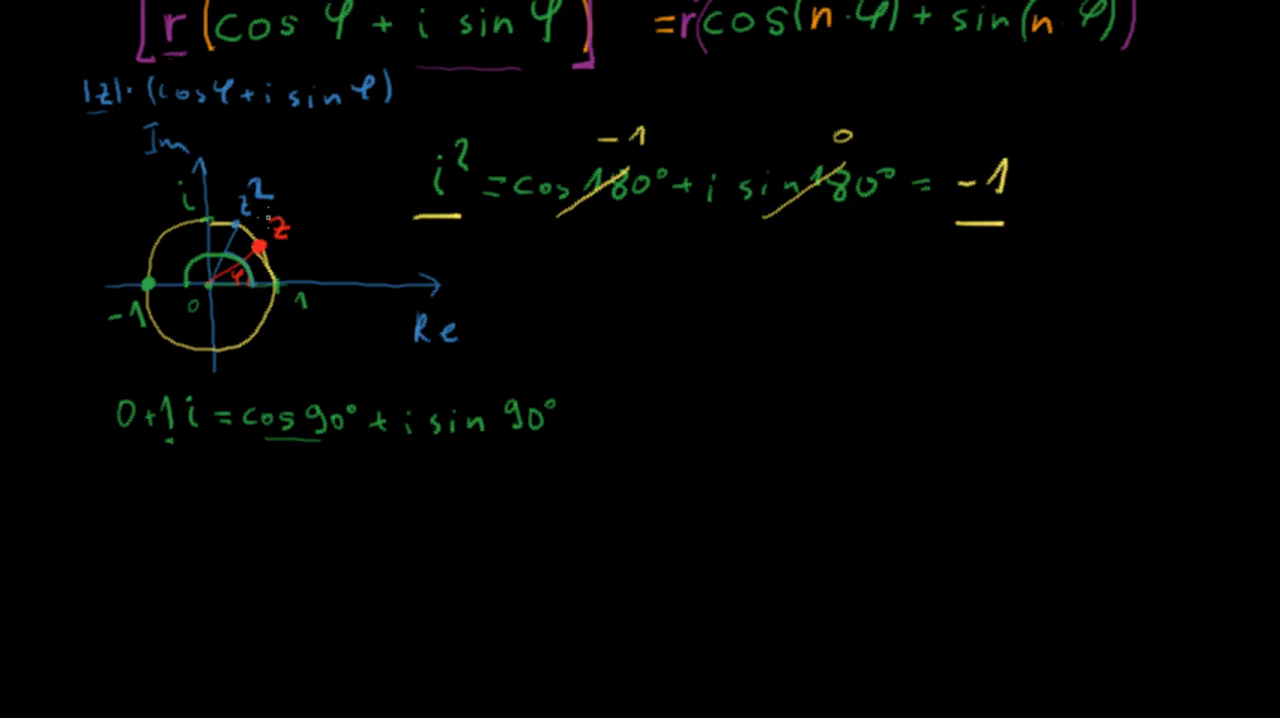 [r(cos φ + i sin φ)] = r(cos(n·φ) + sin(n φ))
|z|·(cos φ + i sin φ)
Im
-1 0
i² = cos 180° + i sin 180° = -1
i z²
z
φ
-1 0 1
Re
0+1i = cos 90° + i sin 90°